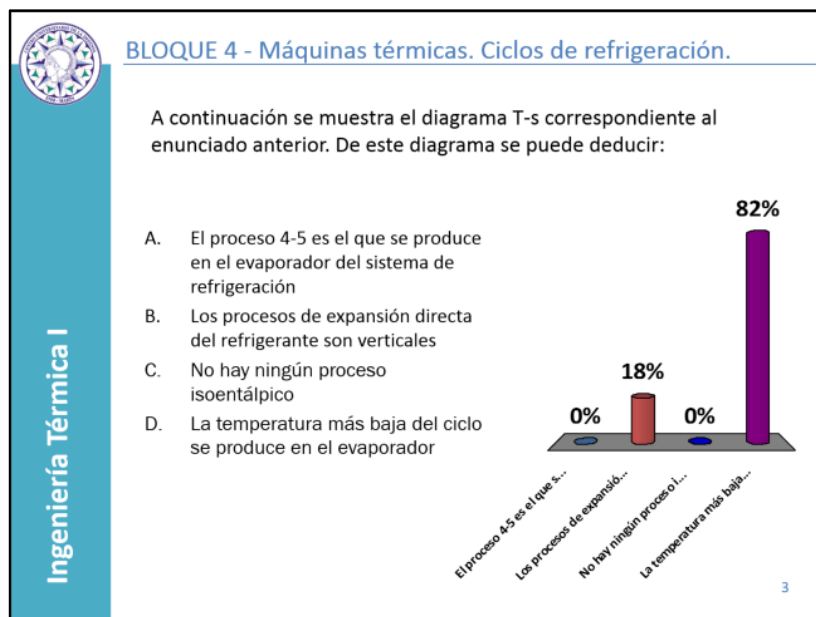 BLOQUE 4 - Máquinas térmicas. Ciclos de refrigeración.
A continuación se muestra el diagrama T-s correspondiente al
enunciado anterior. De este diagrama se puede deducir:
A. El proceso 4-5 es el que se produce
en el evaporador del sistema de
refrigeración
B. Los procesos de expansión directa
del refrigerante son verticales
C. No hay ningún proceso
isoentálpico
D. La temperatura más baja del ciclo
se produce en el evaporador
0%
18%
0%
82%
El proceso 4-5 es el que s...
Los procesos de expansió...
No hay ningún proceso i...
La temperatura más baja...
Ingeniería Térmica I
3